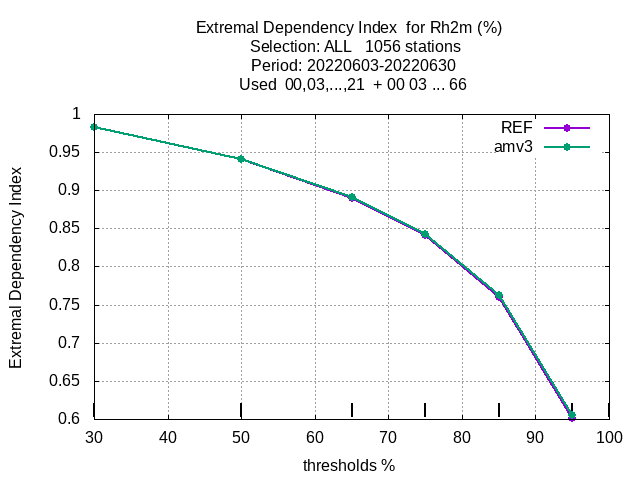 Extremal Dependency Index  for Rh2m (%)
Selection: ALL   1056 stations
Period: 20220603-20220630
Used  00,03,...,21  + 00 03 ... 66
REF
amv3
Extremal Dependency Index
1
0.95
0.9
0.85
0.8
0.75
0.7
0.65
0.6
30 40 50 60 70 80 90 100
thresholds %